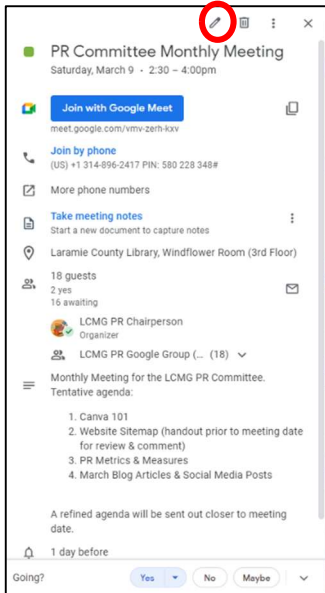 PR Committee Monthly Meeting
Saturday, March 9 · 2:30 – 4:00pm
Join with Google Meet
meet.google.com/vmv-zerh-kxv
Join by phone
(US) +1 314-896-2417 PIN: 580 228 348#
More phone numbers
Take meeting notes
Start a new document to capture notes
Laramie County Library, Windflower Room (3rd Floor)
18 guests
2 yes
16 awaiting
LCMG PR Chairperson
Organizer
LCMG PR Google Group (... (18)
Monthly Meeting for the LCMG PR Committee.
Tentative agenda:
1. Canva 101
2. Website Sitemap (handout prior to meeting date
for review & comment)
3. PR Metrics & Measures
4. March Blog Articles & Social Media Posts
A refined agenda will be sent out closer to meeting
date.
1 day before
Going?
Yes
No
Maybe